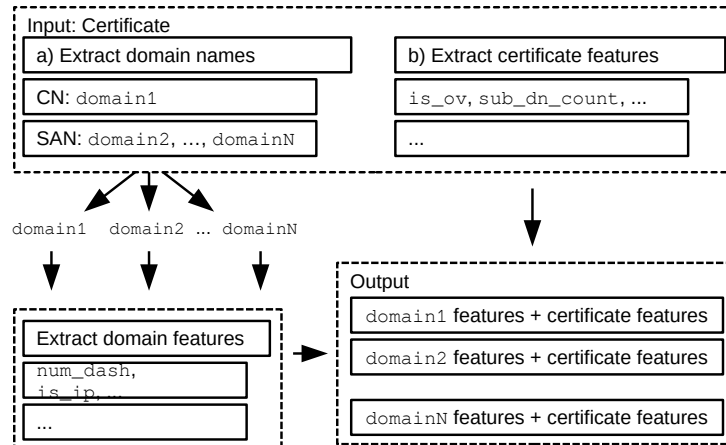 Input: Certificate
a) Extract domain names
CN: domain1
SAN: domain2, ..., domainN
b) Extract certificate features
is_ov, sub_dn_count, ...
...
domain1 domain2 ... domainN
Extract domain features
num_dash,
is_ip, ...
...
Output
domain1 features + certificate features
domain2 features + certificate features
domainN features + certificate features